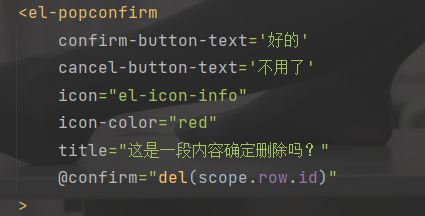 <el-popconfirm
confirm-button-text='好的'
cancel-button-text='不用了'
icon="el-icon-info"
icon-color="red"
title="这是一段内容确定删除吗？"
@confirm="del(scope.row.id)"
>